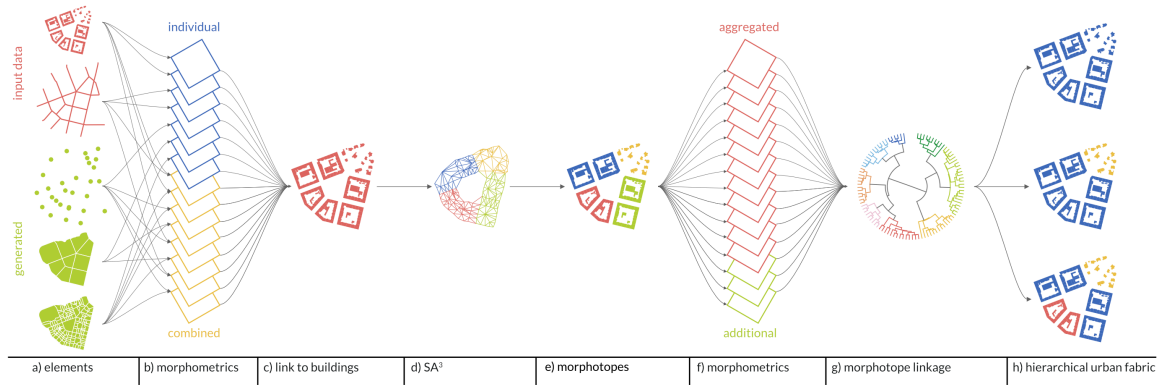 individual
aggregated
input data
generated
combined
additional
a) elements
b) morphometrics
c) link to buildings
d) SA³
e) morphotopes
f) morphometrics
g) morphotope linkage
h) hierarchical urban fabric